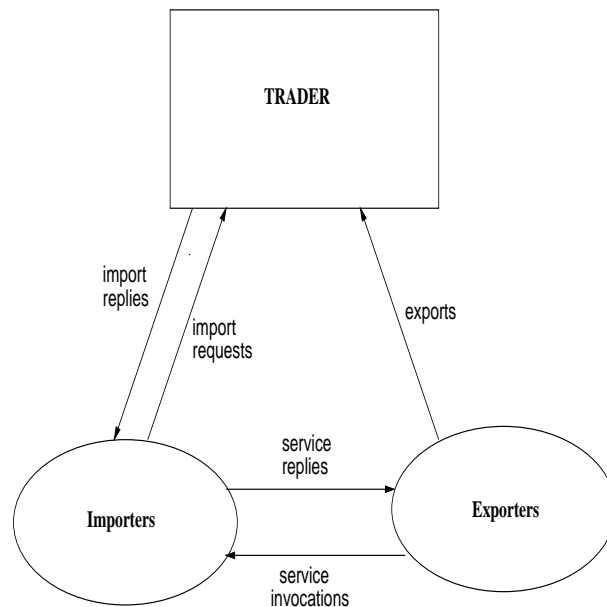 TRADER
import
replies
import
requests
exports
service
replies
Importers
Exporters
service
invocations